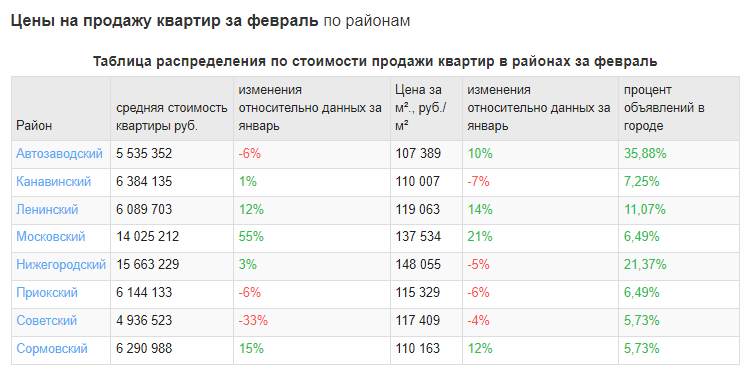 Цены на продажу квартир за февраль по районам
Таблица распределения по стоимости продажи квартир в районах за февраль
Район
средняя стоимость
квартиры руб.
изменения
относительно данных за
январь
Цена за
м²., руб./
м²
изменения
относительно данных за
январь
процент
объявлений в
городе
Автозаводский 5 535 352 -6% 107 389 10% 35,88%
Канавинский 6 384 135 1% 110 007 -7% 7,25%
Ленинский 6 089 703 12% 119 063 14% 11,07%
Московский 14 025 212 55% 137 534 21% 6,49%
Нижегородский 15 663 229 3% 148 055 -5% 21,37%
Приокский 6 144 133 -6% 115 329 -6% 6,49%
Советский 4 936 523 -33% 117 409 -4% 5,73%
Сормовский 6 290 988 15% 110 163 12% 5,73%